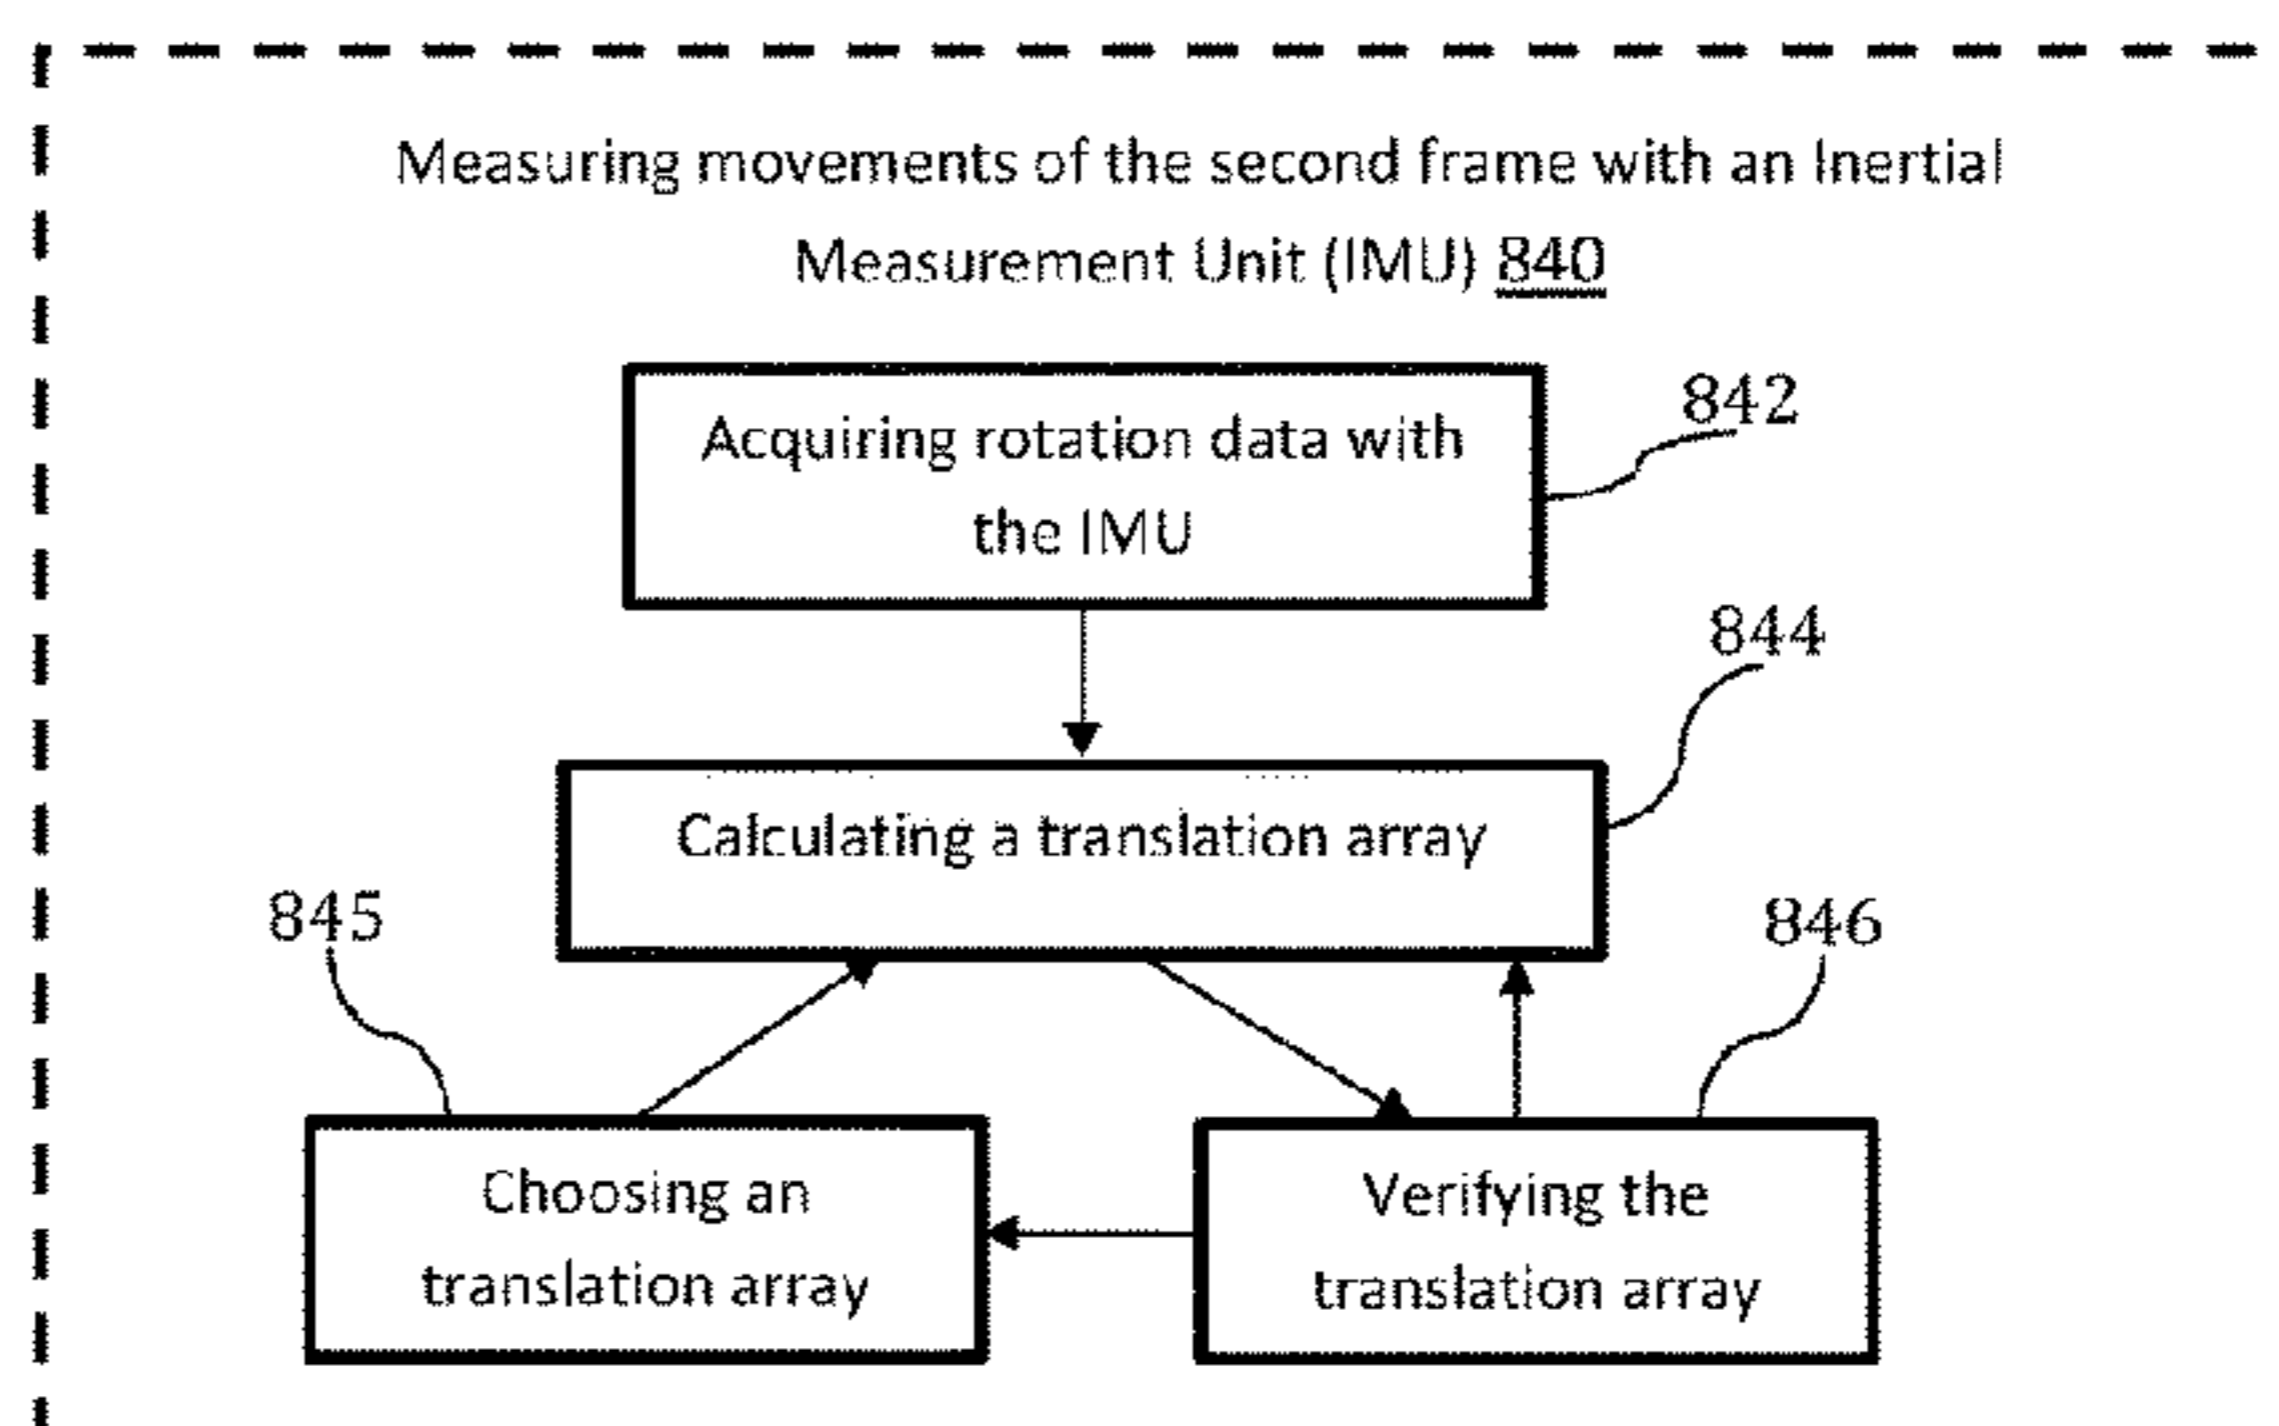 Measuring movements of the second frame with an Inertial
Measurement Unit (IMU) 840
Acquiring rotation data with
the IMU
842
844
Calculating a translation array
845
846
Choosing an
translation array
Verifying the
translation array